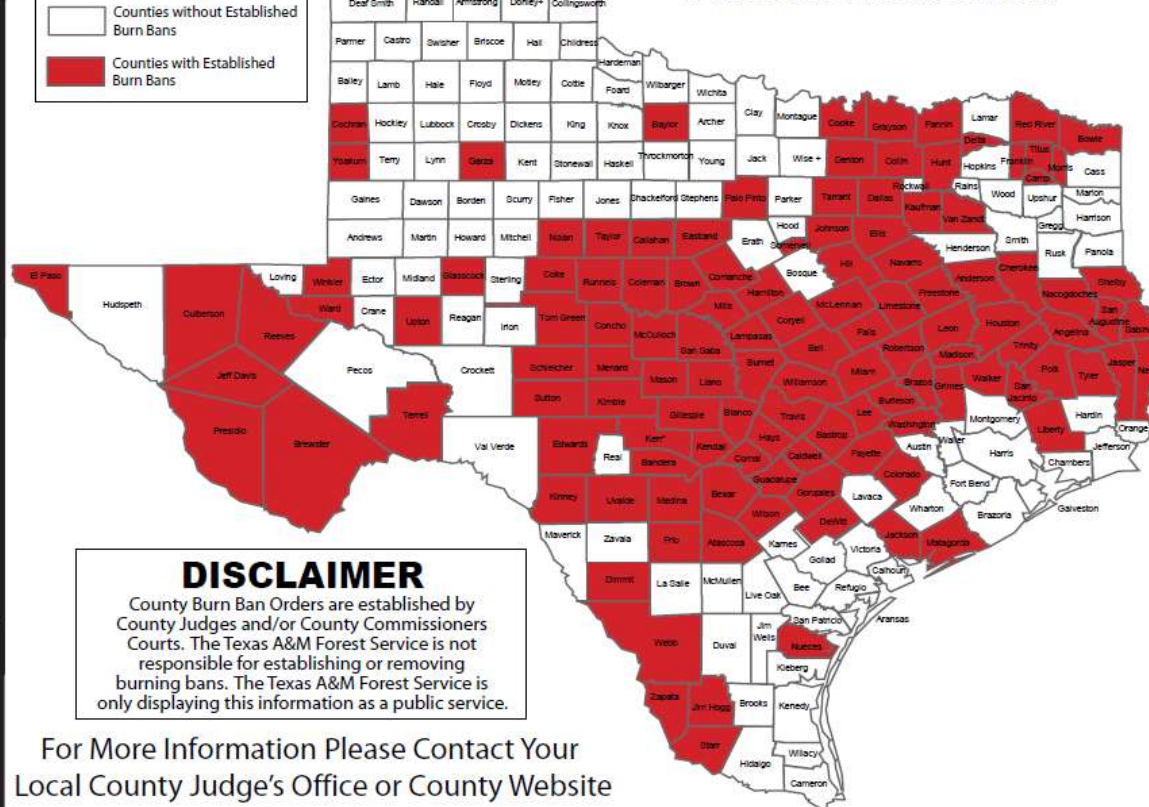 Deaf Smith Randall Armstrong Donley+ Collingsworth
Counties without Established
Burn Bans
Counties with Established
Burn Bans
Parmer Castro Swisher Briscoe Hall Childress
Hardeman
Bailey Lamb Hale Floyd Motley Cottle Foard Wilbarger Wichita
Cochran Hockley Lubbock Crosby Dickens King Knox Baylor Archer Clay Montague Cooke Grayson Fannin Lamar Red River Bowie
Delta Titus
Yoakum Terry Lynn Garza Kent Stonewall Haskell Throckmorton Young Jack Wise + Denton Collin Hunt Hopkins Franklin Morris Cass
Camp
Gaines Dawson Borden Scurry Fisher Jones Shackelford Stephens Palo Pinto Parker Tarrant Dallas Rockwall Kaufman Rains Wood Upshur Marion
Van Zandt Gregg Harrison
Andrews Martin Howard Mitchell Nolan Taylor Callahan Eastland Erath Hood Somervell Johnson Ellis Henderson Smith Rusk Panola
El Paso Hudspeth Culberson Reeves Loving Winkler Ector Midland Glasscock Sterling Coke Runnels Coleman Brown Comanche Bosque Hill Navarro Anderson Cherokee Shelby
Hamilton Freestone Nacogdoches
Ward Crane Upton Reagan Irion Tom Green Concho McCulloch Mills Coryell McLennan Limestone Leon Houston Angelina San Augustine Sabine
San Saba Lampasas Bell Falls Robertson Madison Trinity
Jeff Davis Pecos Crockett Schleicher Menard Mason Llano Burnet Williamson Milam Brazos Grimes Walker San Jacinto Polk Tyler Jasper Ne
Presidio Brewster Terrell Sutton Kimble Gillespie Blanco Travis Lee Burleson Washington Montgomery Liberty Hardin Orange
Val Verde Edwards Real Kerr* Kendall Hays Bastrop Fayette Austin Waller Harris Jefferson
Bandera Comal Caldwell Colorado Chambers
Kinney Uvalde Medina Bexar Guadalupe Gonzales Lavaca Wharton Fort Bend Brazoria Galveston
Wilson DeWitt
Maverick Zavala Frio Atascosa Karnes Goliad Victoria Jackson Matagorda
Dimmit La Salle McMullen Live Oak Bee Refugio Calhoun
San Patricio Aransas
Webb Duval Jim Wells Nueces
Kleberg
Zapata Jim Hogg Brooks Kenedy
Starr Hidalgo Willacy
Cameron
DISCLAIMER
County Burn Ban Orders are established by
County Judges and/or County Commissioners
Courts. The Texas A&M Forest Service is not
responsible for establishing or removing
burning bans. The Texas A&M Forest Service is
only displaying this information as a public service.
For More Information Please Contact Your
Local County Judge's Office or County Website